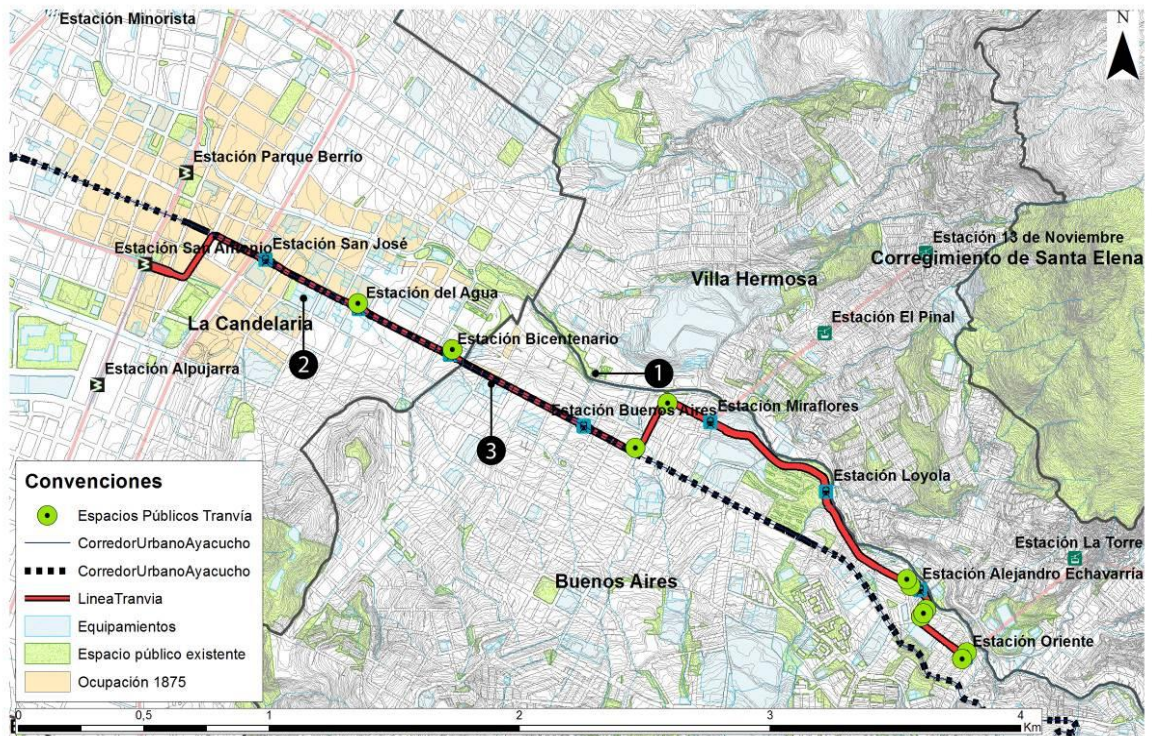 Estación Minorista
N
Estación Parque Berrío
Estación San Antonio
Estación San José
Estación 13 de Noviembre
Corregimiento de Santa Elena
Villa Hermosa
Estación del Agua
La Candelaria
Estación El Pinal
Estación Bicentenario
2
1
Estación Alpujarra
Estación Buenos Aires
Estación Miraflores
3
Estación Loyola
Estación La Torre
Buenos Aires
Estación Alejandro Echavarría
Estación Oriente
Convenciones
Espacios Públicos Tranvía
CorredorUrbanoAyacucho
CorredorUrbanoAyacucho
LineaTranvia
Equipamientos
Espacio público existente
Ocupación 1875
0 0,5 1 2 3 4
Km